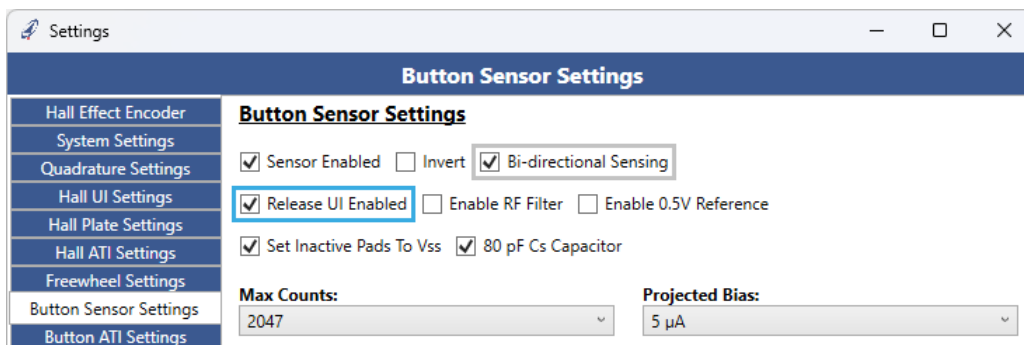 Settings
Button Sensor Settings
Hall Effect Encoder
System Settings
Quadrature Settings
Hall UI Settings
Hall Plate Settings
Hall ATI Settings
Freewheel Settings
Button Sensor Settings
Button ATI Settings
Button Sensor Settings
Sensor Enabled Invert Bi-directional Sensing
Release UI Enabled Enable RF Filter Enable 0.5V Reference
Set Inactive Pads To Vss 80 pF Cs Capacitor
Max Counts: Projected Bias:
2047 5 μA